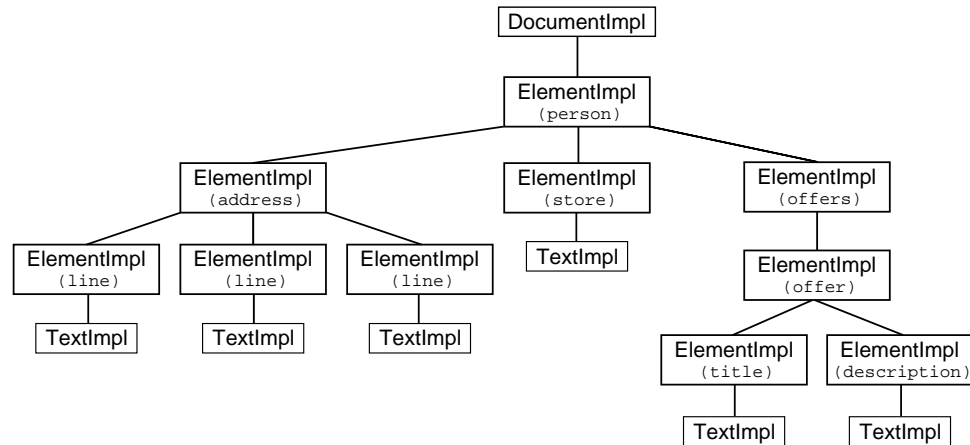 DocumentImpl
ElementImpl
(person)
ElementImpl
(address)
ElementImpl
(store)
ElementImpl
(offers)
ElementImpl
(line)
ElementImpl
(line)
ElementImpl
(line)
TextImpl
ElementImpl
(offer)
TextImpl
TextImpl
TextImpl
ElementImpl
(title)
ElementImpl
(description)
TextImpl
TextImpl